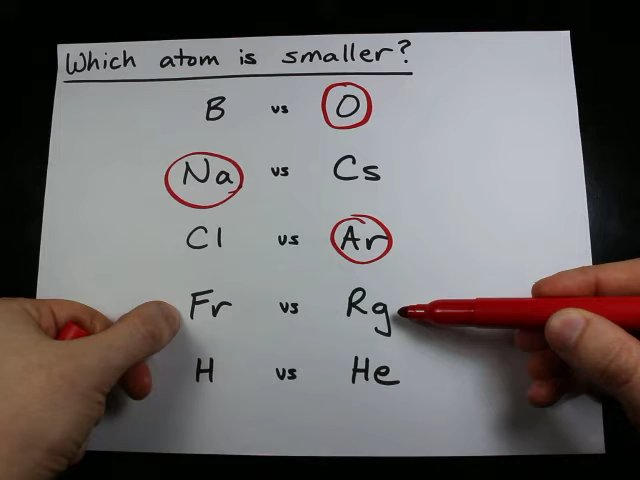 Which atom is smaller?
B vs O
Na vs Cs
Cl vs Ar
Fr vs Rg
H vs He